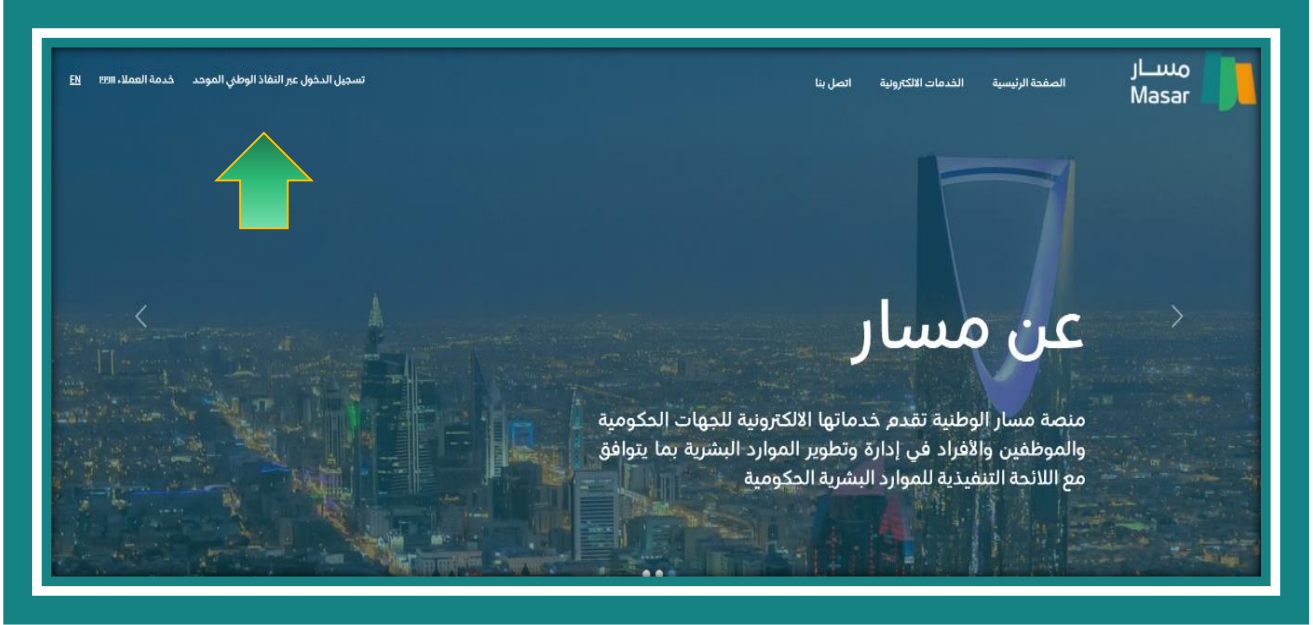 مسار
Masar
الصفحة الرئيسية
الخدمات الالكترونية
اتصل بنا
تسجيل الدخول عبر النفاذ الوطني الموحد
خدمة العملاء
EN
عن مسار
منصة مسار الوطنية تقدم خدماتها الالكترونية للجهات الحكومية
والموظفين والأفراد في إدارة وتطوير الموارد البشرية بما يتوافق
مع اللائحة التنفيذية للموارد البشرية الحكومية